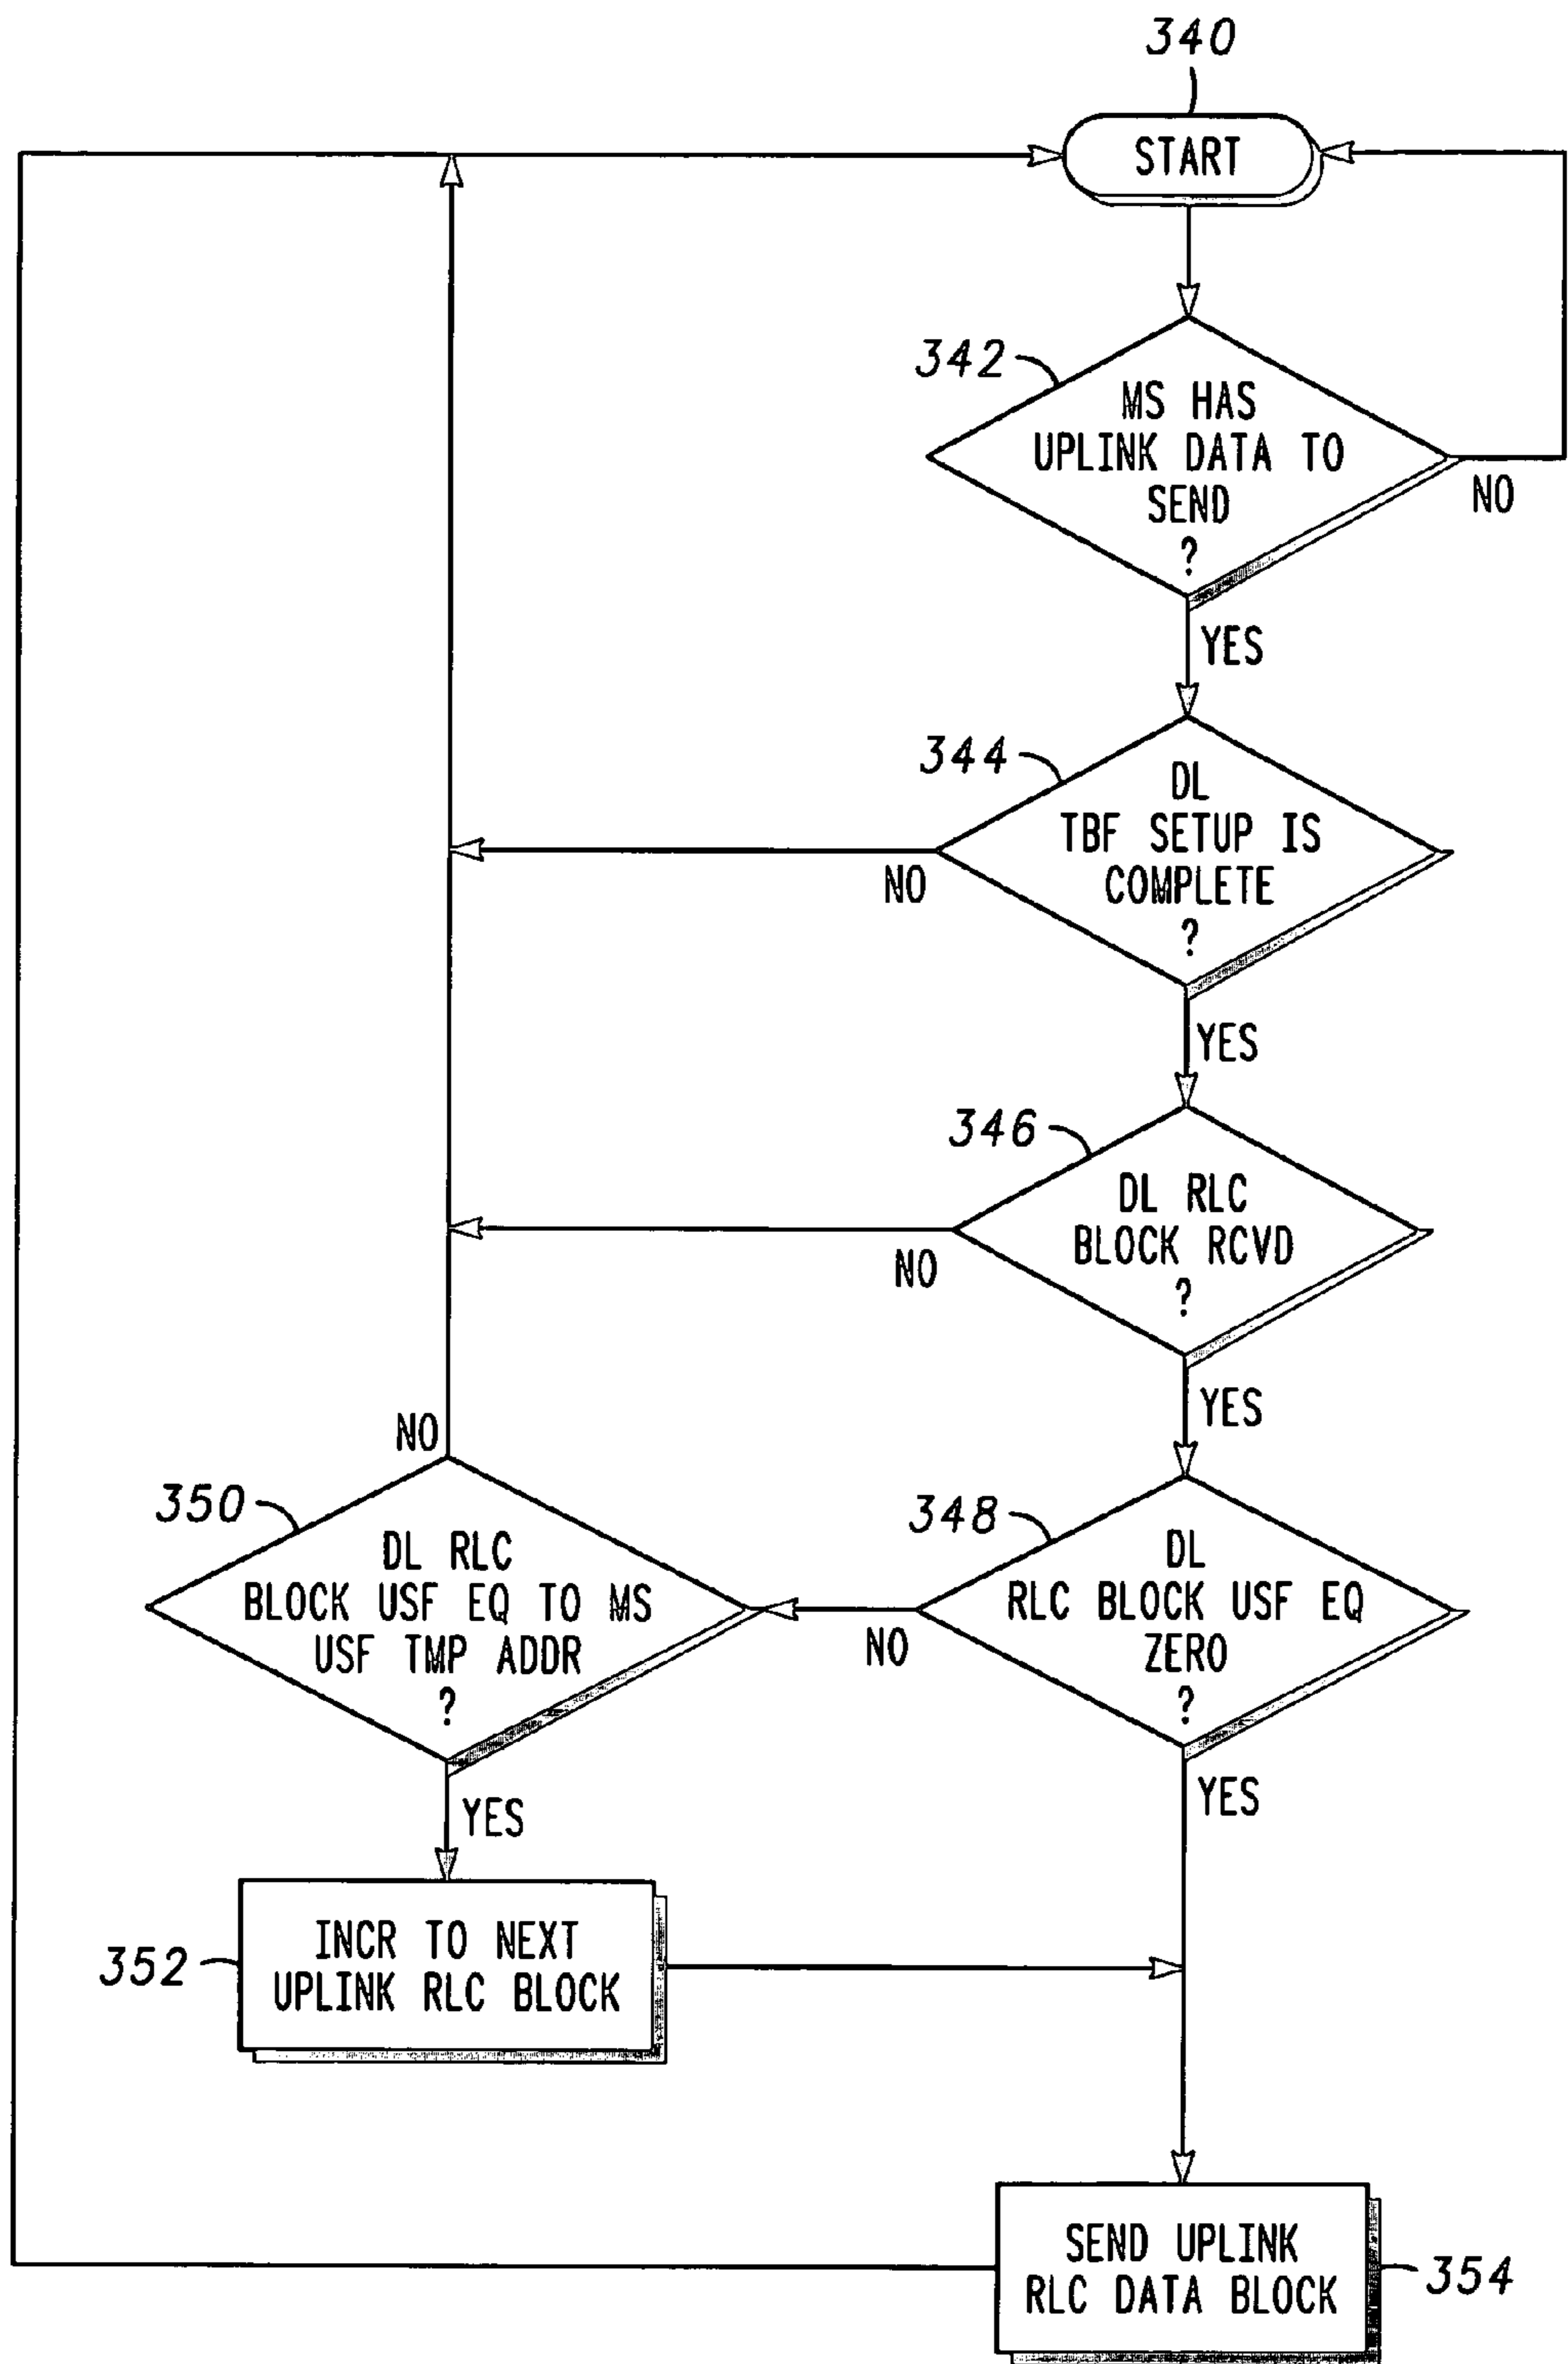 340
START
342
MS HAS
UPLINK DATA TO
SEND
?
NO
YES
344
DL
TBF SETUP IS
COMPLETE
?
NO
YES
346
DL RLC
BLOCK RCVD
?
NO
YES
348
DL
RLC BLOCK USF EQ
ZERO
?
NO
YES
350
NO
DL RLC
BLOCK USF EQ TO MS
USF TMP ADDR
?
YES
352
INCR TO NEXT
UPLINK RLC BLOCK
SEND UPLINK
RLC DATA BLOCK
354